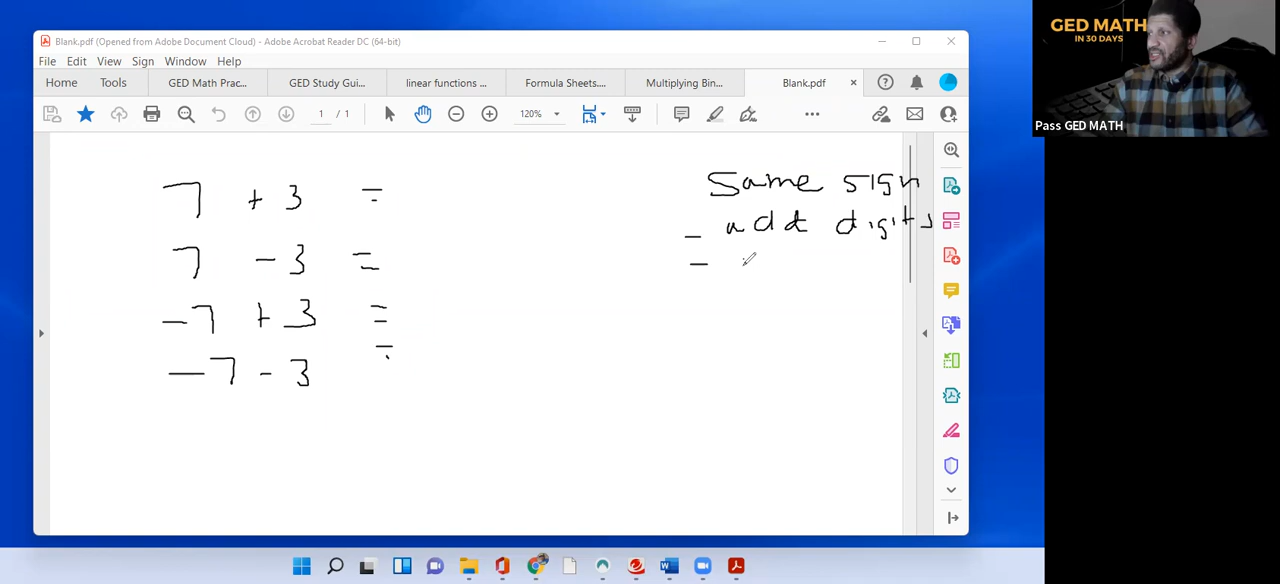 GED MATH
IN 30 DAYS
Pass GED MATH
Blank.pdf (Opened from Adobe Document Cloud) - Adobe Acrobat Reader DC (64-bit)
File Edit View Sign Window Help
Home Tools GED Math Prac... GED Study Gui... linear functions ... Formula Sheets.... Multiplying Bin... Blank.pdf ×
1 / 1 120%
7 + 3 =
7 - 3 =
-7 + 3 =
-7 - 3 =
Same sign
- add digits
-